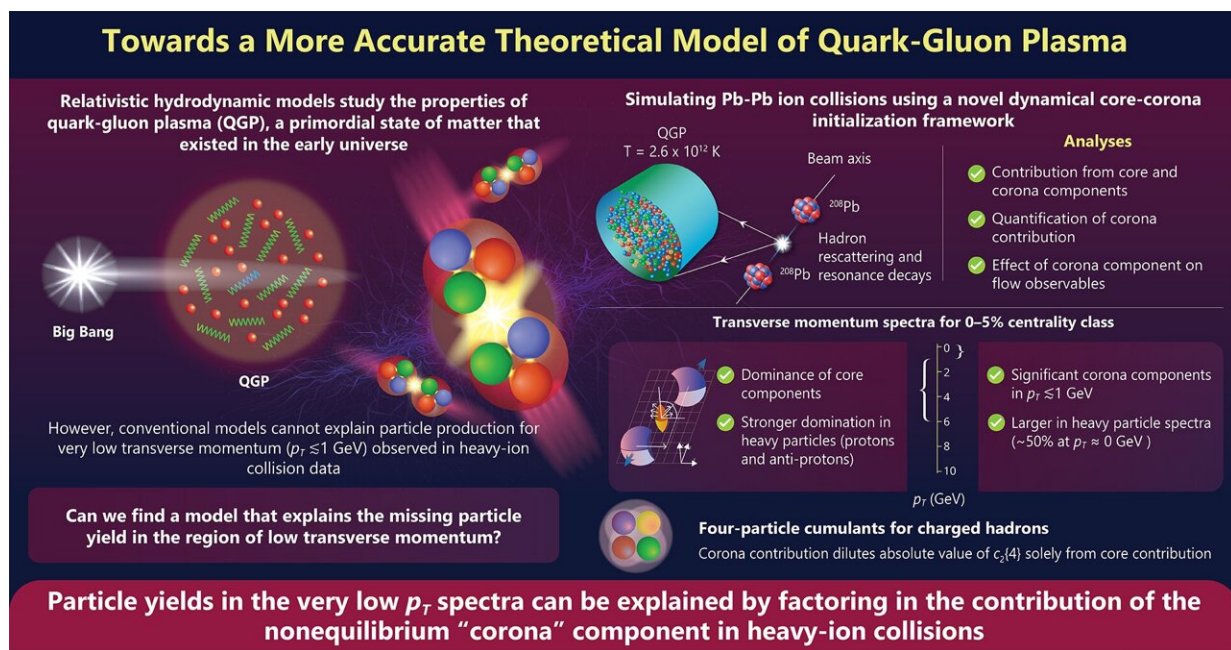 Towards a More Accurate Theoretical Model of Quark-Gluon Plasma
Relativistic hydrodynamic models study the properties of
quark-gluon plasma (QGP), a primordial state of matter that
existed in the early universe
Big Bang
QGP
However, conventional models cannot explain particle production for
very low transverse momentum (p_T ≲1 GeV) observed in heavy-ion
collision data
Can we find a model that explains the missing particle
yield in the region of low transverse momentum?
Simulating Pb-Pb ion collisions using a novel dynamical core-corona
initialization framework
QGP
T = 2.6 x 10¹² K
Beam axis
²⁰⁸Pb
Hadron
rescattering and
resonance decays
²⁰⁸Pb
Analyses
Contribution from core and
corona components
Quantification of corona
contribution
Effect of corona component on
flow observables
Transverse momentum spectra for 0–5% centrality class
Dominance of core
components
Stronger domination in
heavy particles (protons
and anti-protons)
0
2
4
6
8
10
p_T (GeV)
Significant corona components
in p_T ≲1 GeV
Larger in heavy particle spectra
(~50% at p_T ≈ 0 GeV )
Four-particle cumulants for charged hadrons
Corona contribution dilutes absolute value of c₂{4} solely from core contribution
Particle yields in the very low p_T spectra can be explained by factoring in the contribution of the
nonequilibrium “corona” component in heavy-ion collisions